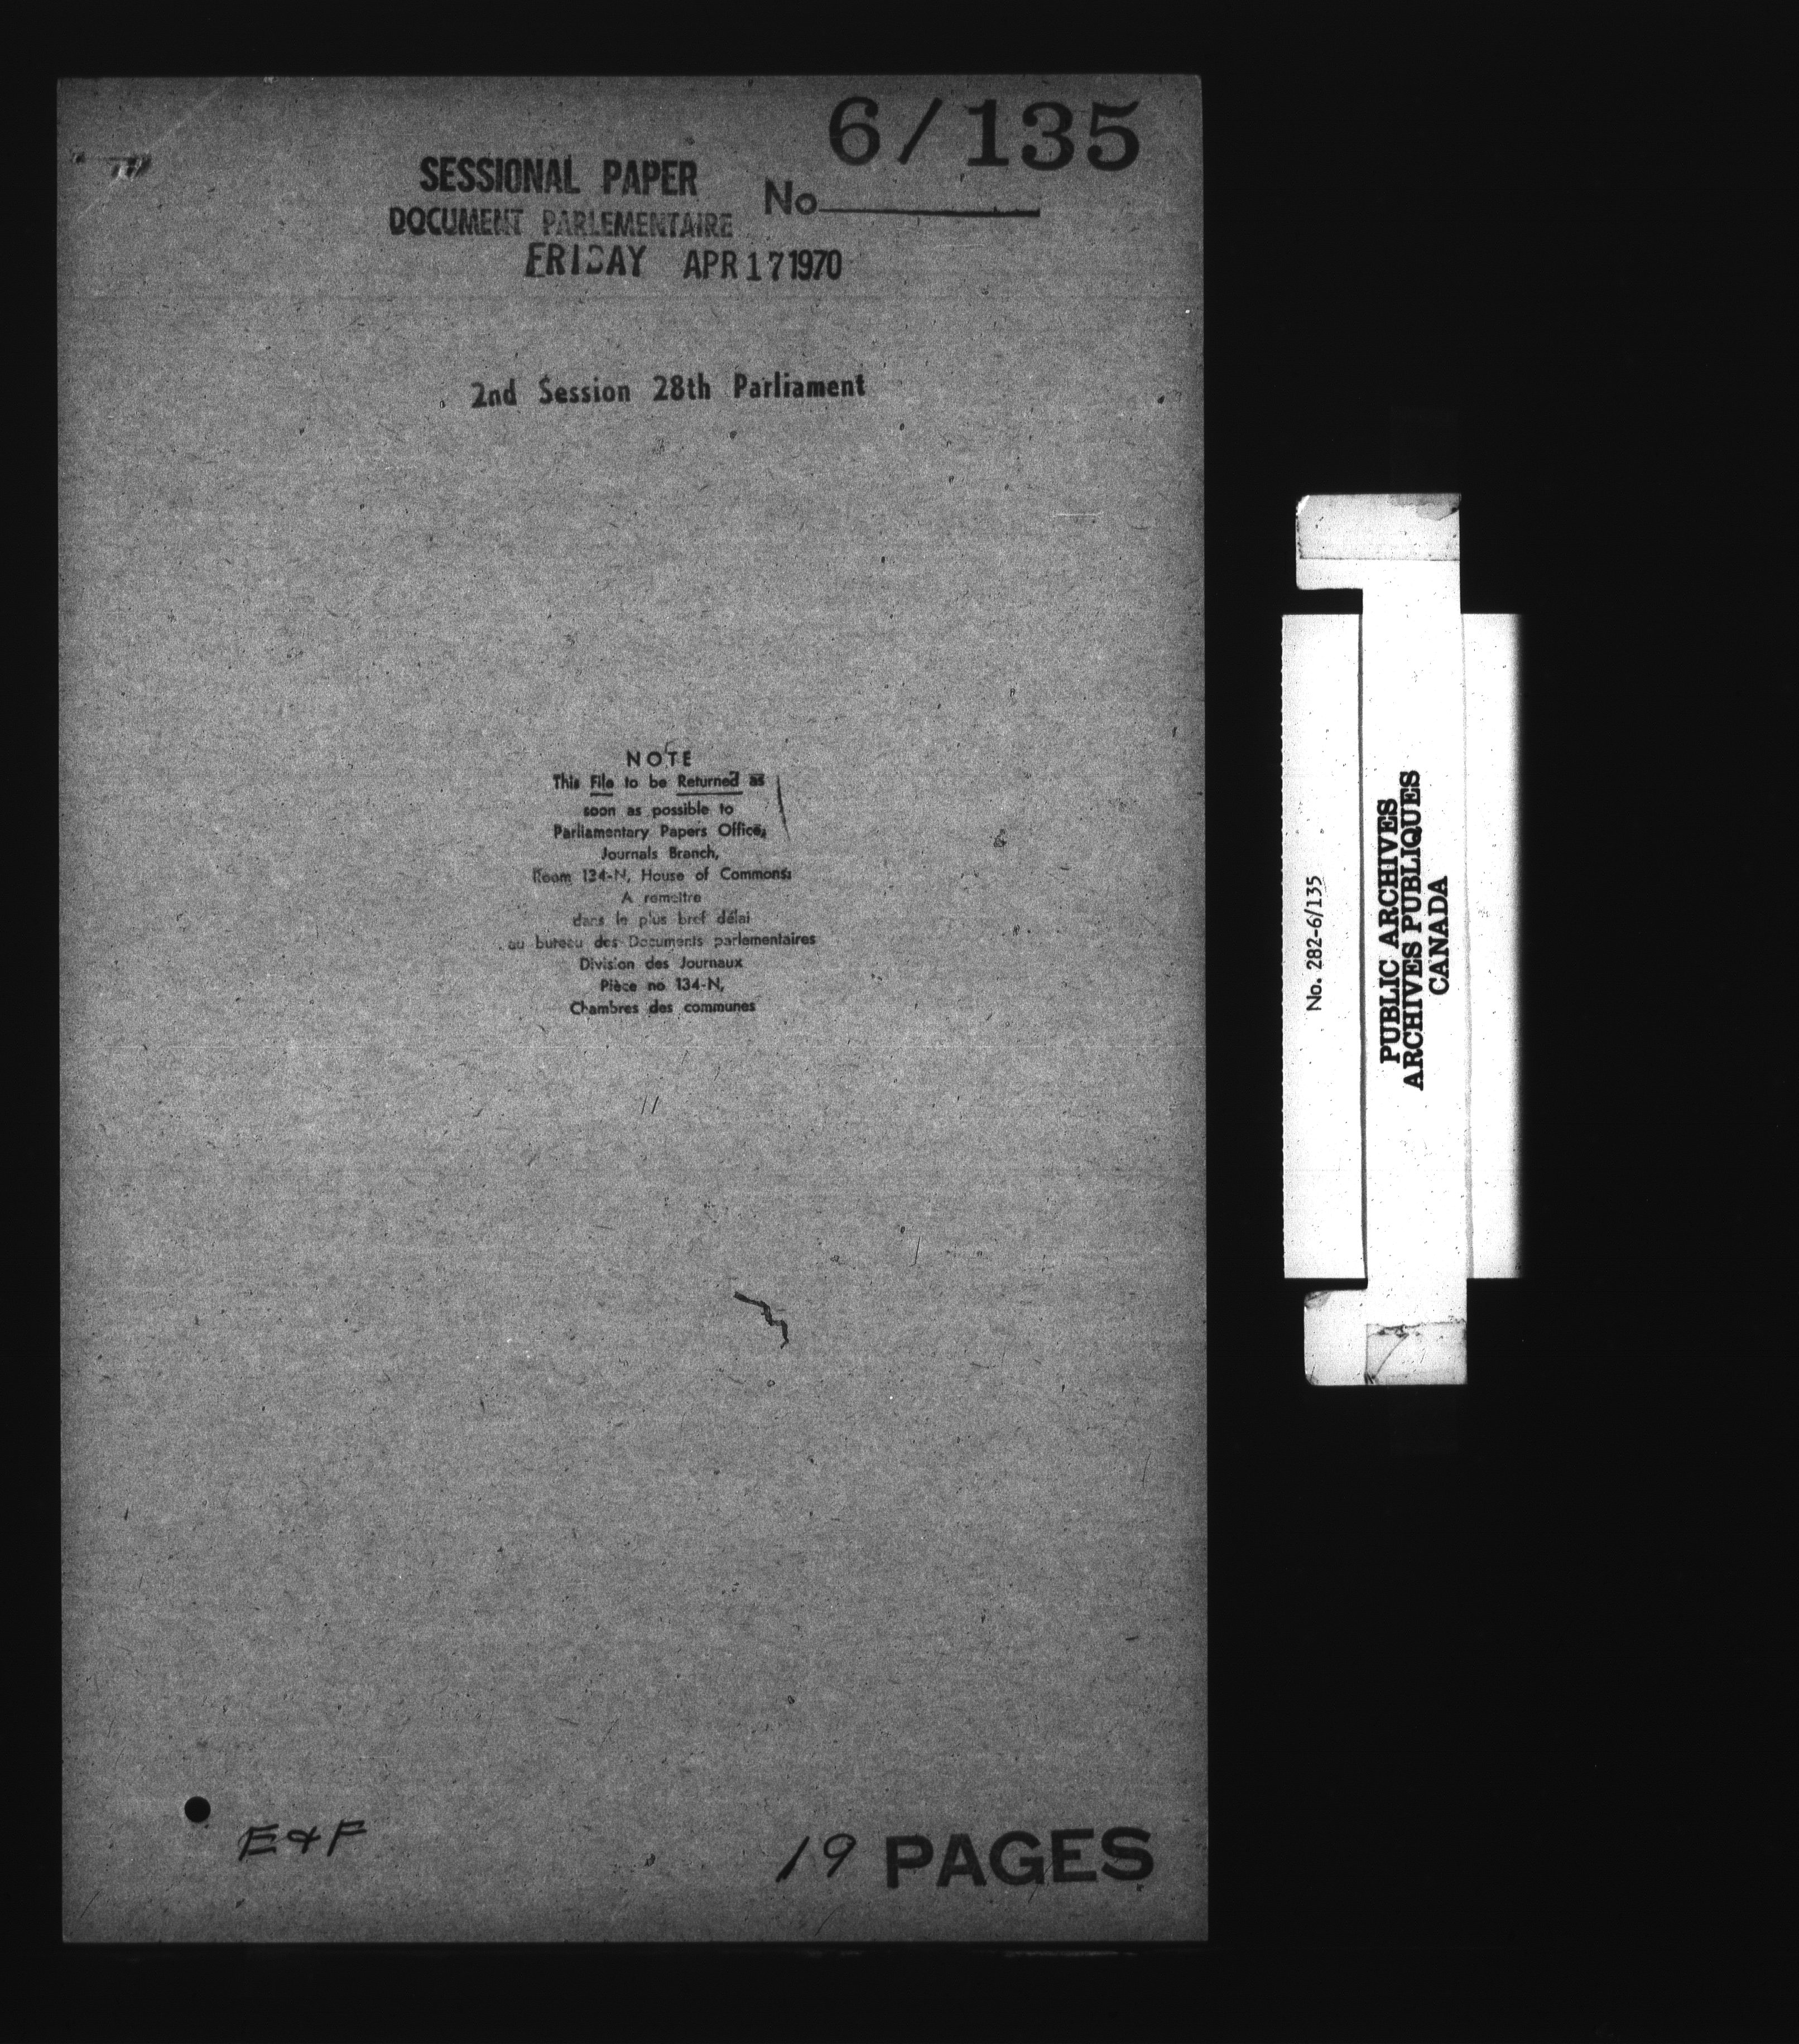 6/135
SESSIONAL PAPER No
DOCUMENT PARLEMENTAIRE
FRIDAY APR 17 1970
2nd Session 28th Parliament
NOTE
This File to be Returned as
soon as possible to
Parliamentary Papers Office,
Journals Branch,
Room 134-N, House of Commons.
A remettre
dans le plus bref délai
au bureau des Documents parlementaires
Division des Journaux
Pièce no 134-N,
Chambres des communes
E & F
19 PAGES
No. 282-6/135
PUBLIC ARCHIVES
ARCHIVES PUBLIQUES
CANADA